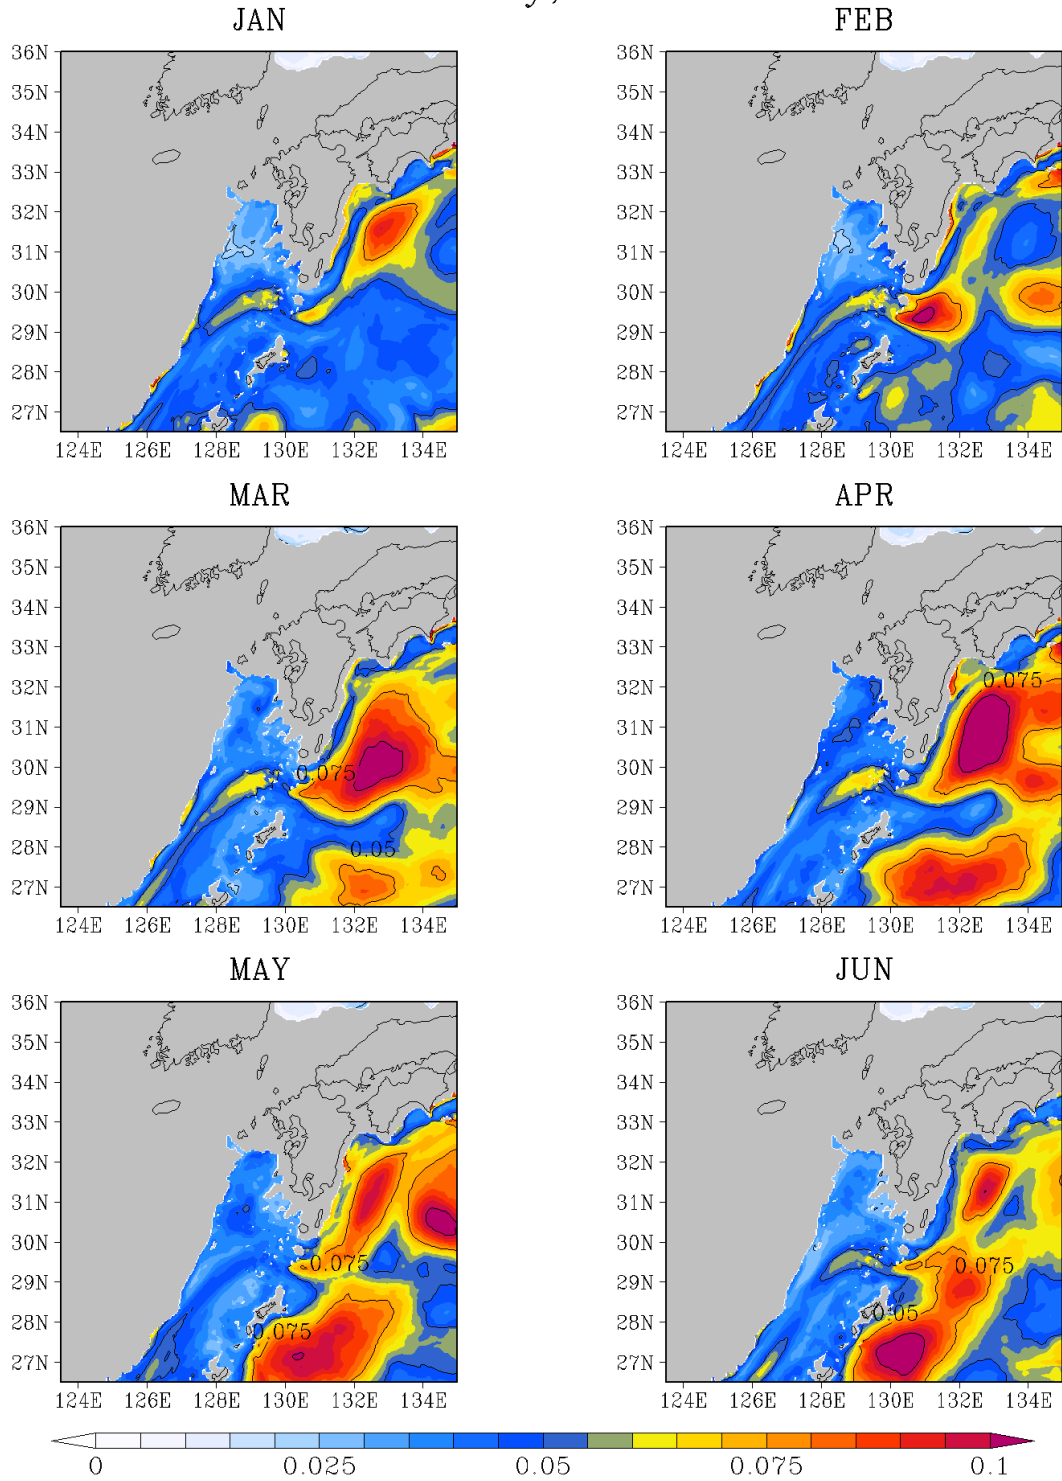 JAN FEB
36N 36N
35N 35N
34N 34N
33N 33N
32N 32N
31N 31N
30N 30N
29N 29N
28N 28N
27N 27N
124E 126E 128E 130E 132E 134E 124E 126E 128E 130E 132E 134E
MAR APR
36N 36N
35N 35N
34N 34N
33N 33N
32N 0.075 32N
31N 31N
30N 0.075 30N
29N 29N
28N 0.05 28N
27N 27N
124E 126E 128E 130E 132E 134E 124E 126E 128E 130E 132E 134E
MAY JUN
36N 36N
35N 35N
34N 34N
33N 33N
32N 32N
31N 31N
30N 0.075 30N 0.075
29N 29N
28N 0.075 28N 0.05
27N 27N
124E 126E 128E 130E 132E 134E 124E 126E 128E 130E 132E 134E
0 0.025 0.05 0.075 0.1